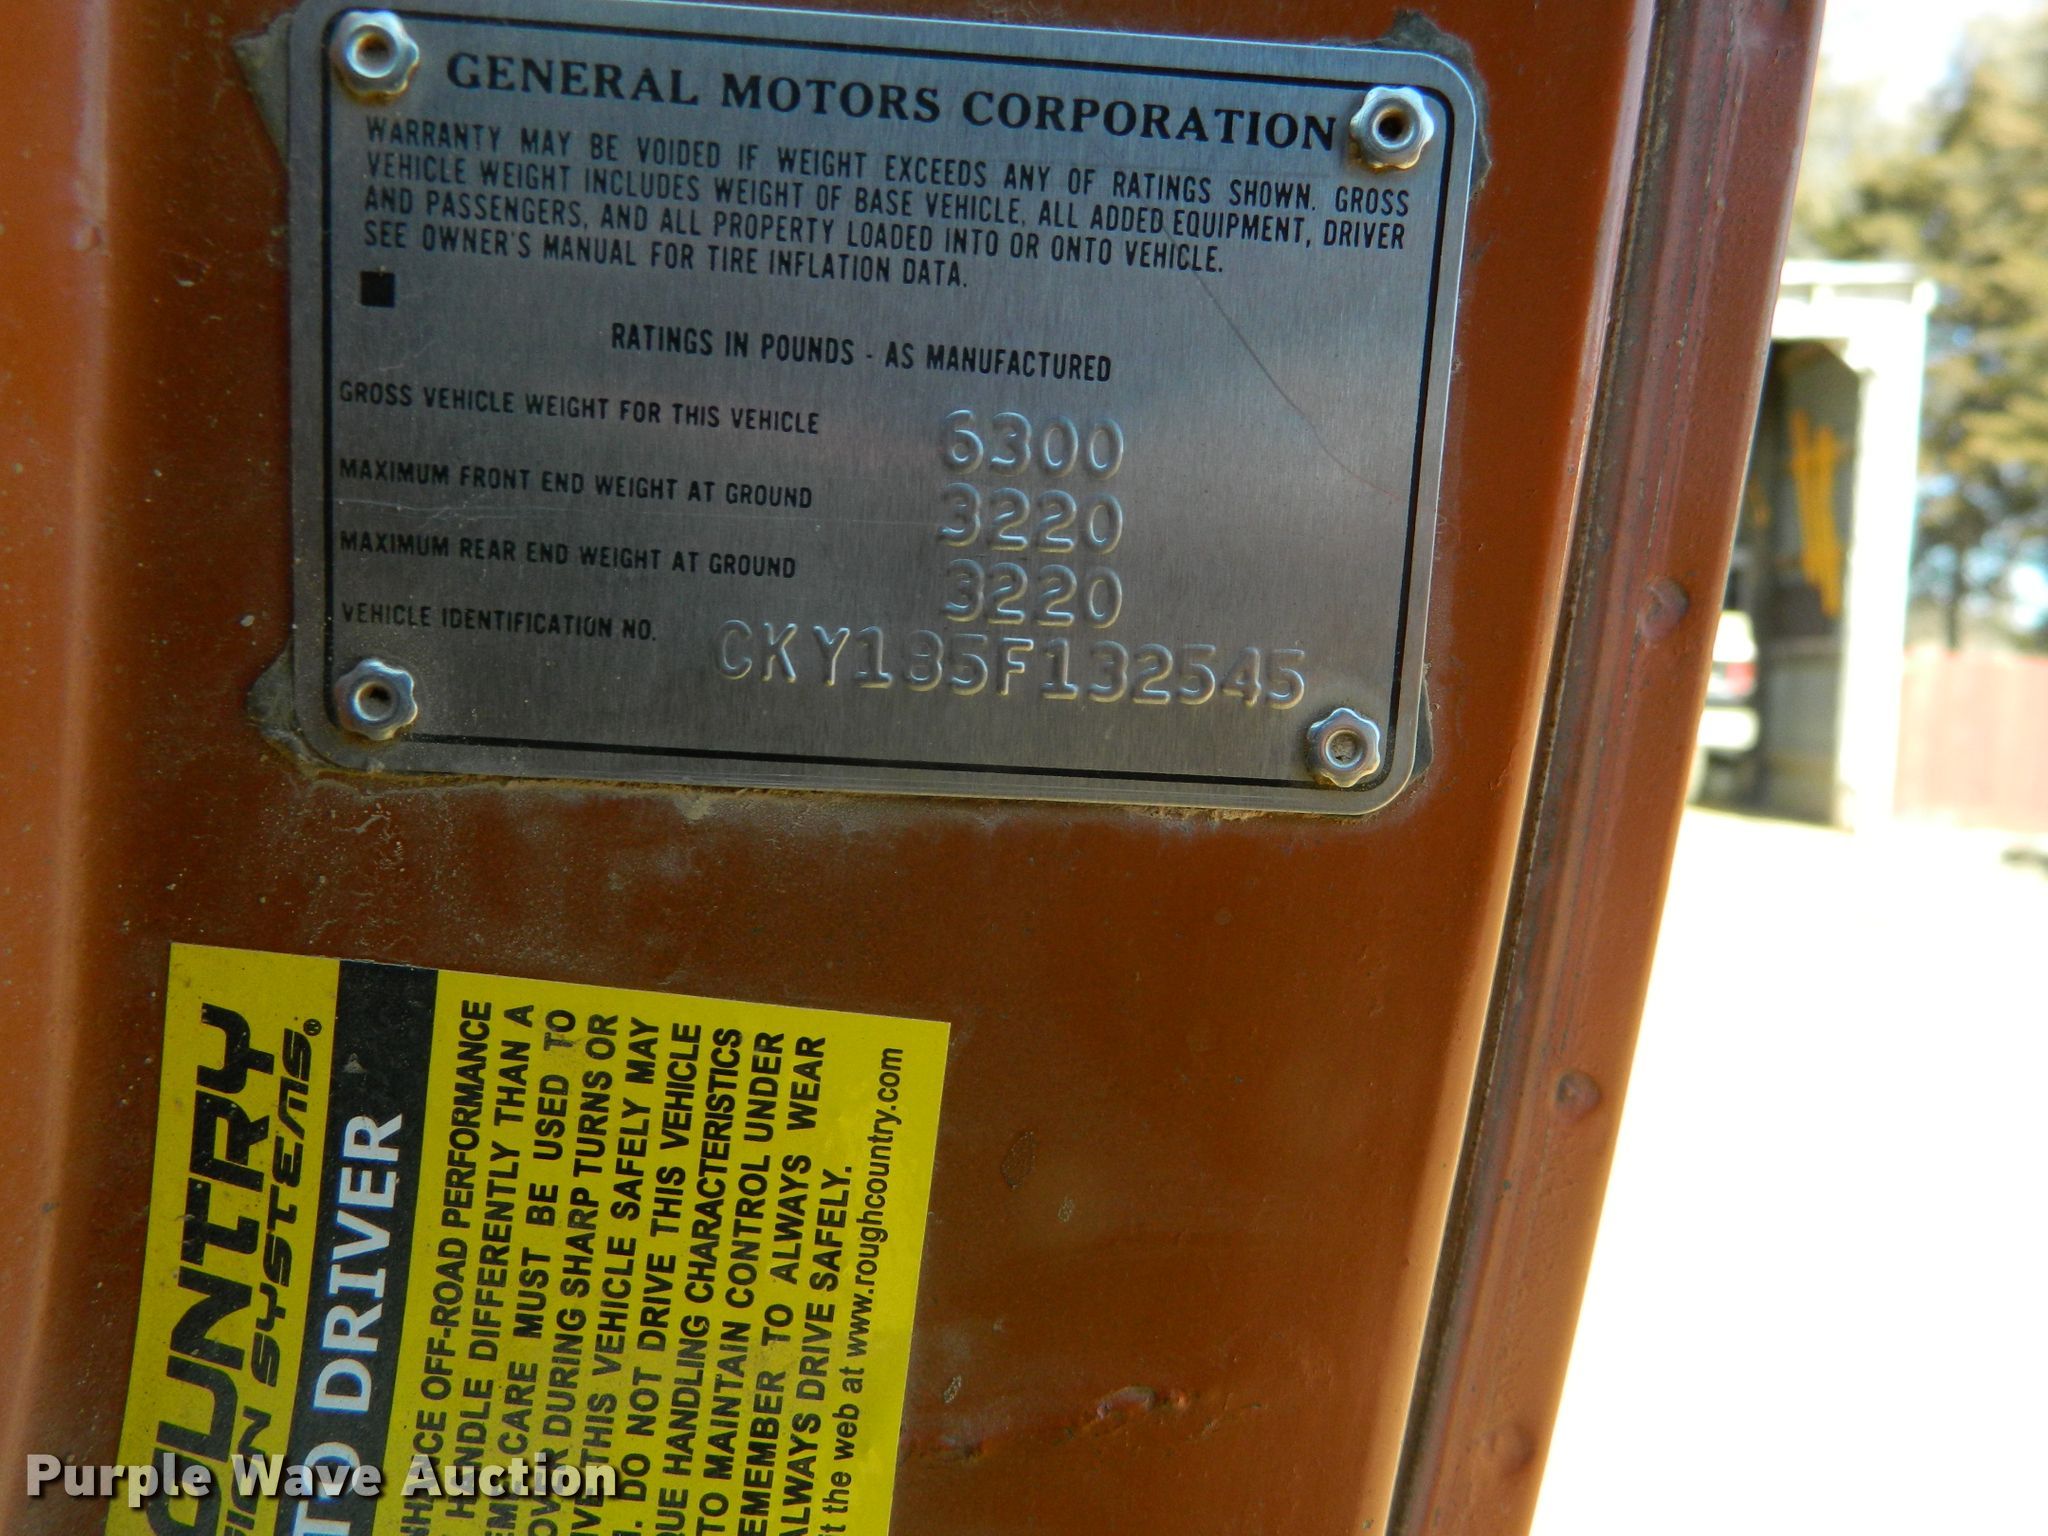 GENERAL MOTORS CORPORATION
WARRANTY MAY BE VOIDED IF WEIGHT EXCEEDS ANY OF RATINGS SHOWN. GROSS
VEHICLE WEIGHT INCLUDES WEIGHT OF BASE VEHICLE, ALL ADDED EQUIPMENT, DRIVER
AND PASSENGERS, AND ALL PROPERTY LOADED INTO OR ONTO VEHICLE.
SEE OWNER'S MANUAL FOR TIRE INFLATION DATA.
RATINGS IN POUNDS - AS MANUFACTURED
GROSS VEHICLE WEIGHT FOR THIS VEHICLE 6300
MAXIMUM FRONT END WEIGHT AT GROUND 3220
MAXIMUM REAR END WEIGHT AT GROUND 3220
VEHICLE IDENTIFICATION NO. CKY185F132545
OUNTRY
SYSTEMS®
DRIVER
OFF-ROAD PERFORMANCE
HANDLE DIFFERENTLY THAN A
CARE MUST BE USED TO
DURING SHARP TURNS OR
THIS VEHICLE SAFELY MAY
. DO NOT DRIVE THIS VEHICLE
HANDLING CHARACTERISTICS
TO MAINTAIN CONTROL UNDER
EMEMBER TO ALWAYS WEAR
ALWAYS DRIVE SAFELY.
the web at www.roughcountry.com
Purple Wave Auction